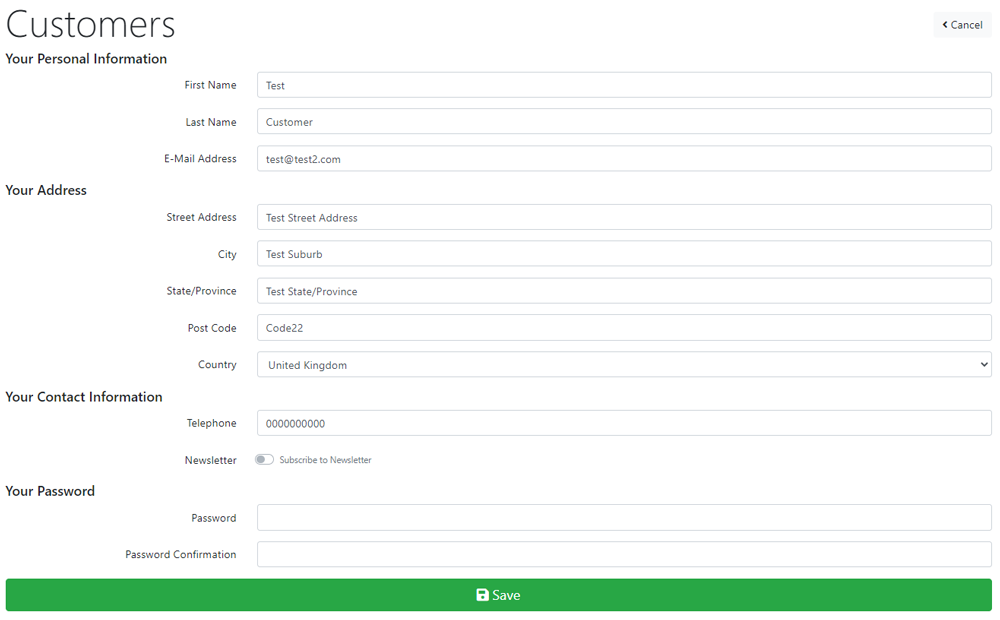 Customers
Cancel
Your Personal Information
First Name Test
Last Name Customer
E-Mail Address test@test2.com
Your Address
Street Address Test Street Address
City Test Suburb
State/Province Test State/Province
Post Code Code22
Country United Kingdom
Your Contact Information
Telephone 0000000000
Newsletter Subscribe to Newsletter
Your Password
Password
Password Confirmation
Save